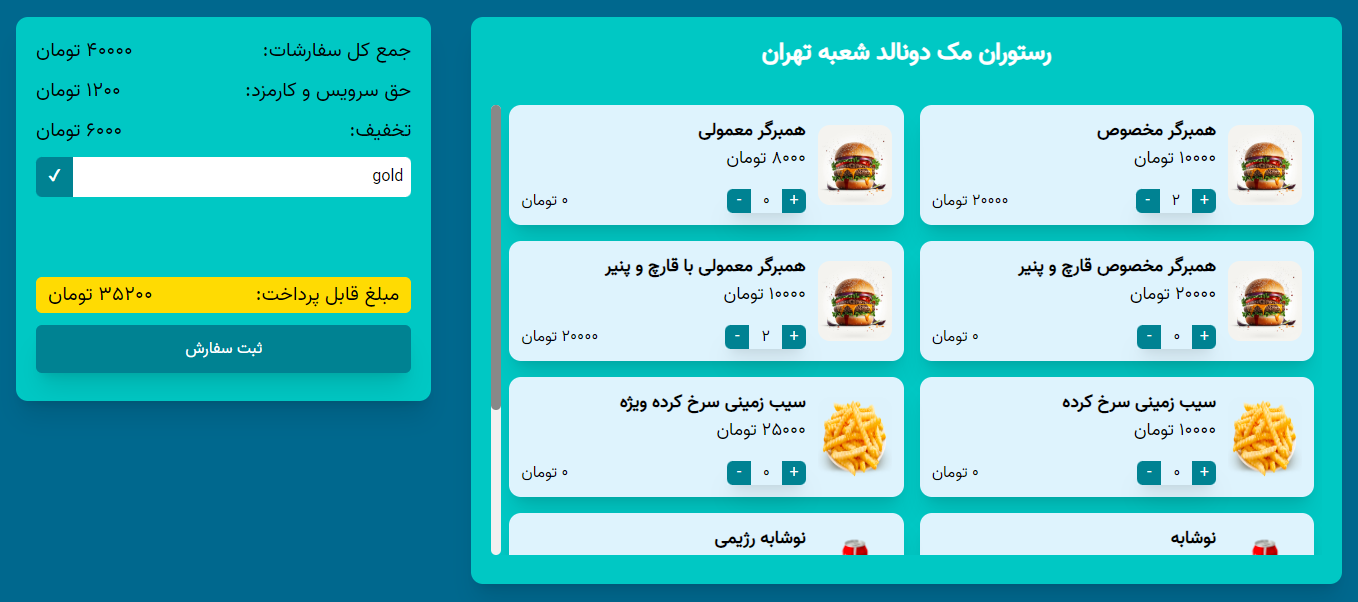 رستوران مک دونالد شعبه تهران
همبرگر مخصوص
۱۰۰۰۰ تومان
+ ۲ -
۲۰۰۰۰ تومان
همبرگر معمولی
۸۰۰۰ تومان
+ ۰ -
۰ تومان
همبرگر مخصوص قارچ و پنیر
۲۰۰۰۰ تومان
+ ۰ -
۰ تومان
همبرگر معمولی با قارچ و پنیر
۱۰۰۰۰ تومان
+ ۲ -
۲۰۰۰۰ تومان
سیب زمینی سرخ کرده
۱۰۰۰۰ تومان
+ ۰ -
۰ تومان
سیب زمینی سرخ کرده ویژه
۲۵۰۰۰ تومان
+ ۰ -
۰ تومان
نوشابه
نوشابه رژیمی
جمع کل سفارشات: ۴۰۰۰۰ تومان
حق سرویس و کارمزد: ۱۲۰۰ تومان
تخفیف: ۶۰۰۰ تومان
gold ✓
مبلغ قابل پرداخت: ۳۵۲۰۰ تومان
ثبت سفارش